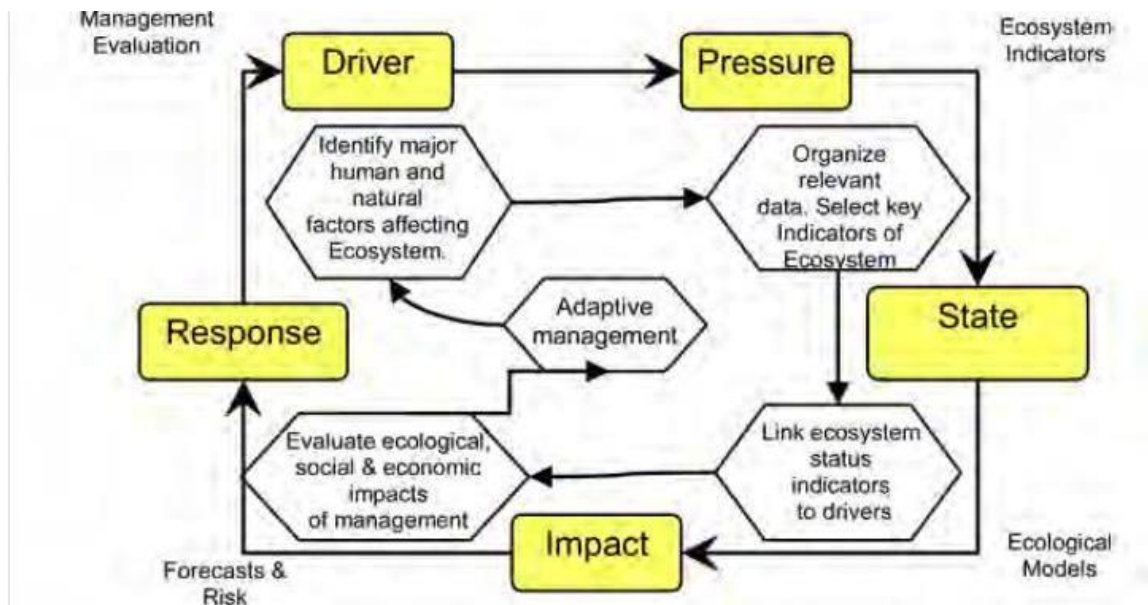 Management
Evaluation
Driver
Pressure
Ecosystem
Indicators
Identify major
human and
natural
factors affecting
Ecosystem.
Organize
relevant
data. Select key
Indicators of
Ecosystem
Adaptive
management
Response
State
Evaluate ecological,
social & economic
impacts
of management
Link ecosystem
status
indicators
to drivers
Impact
Forecasts &
Risk
Ecological
Models